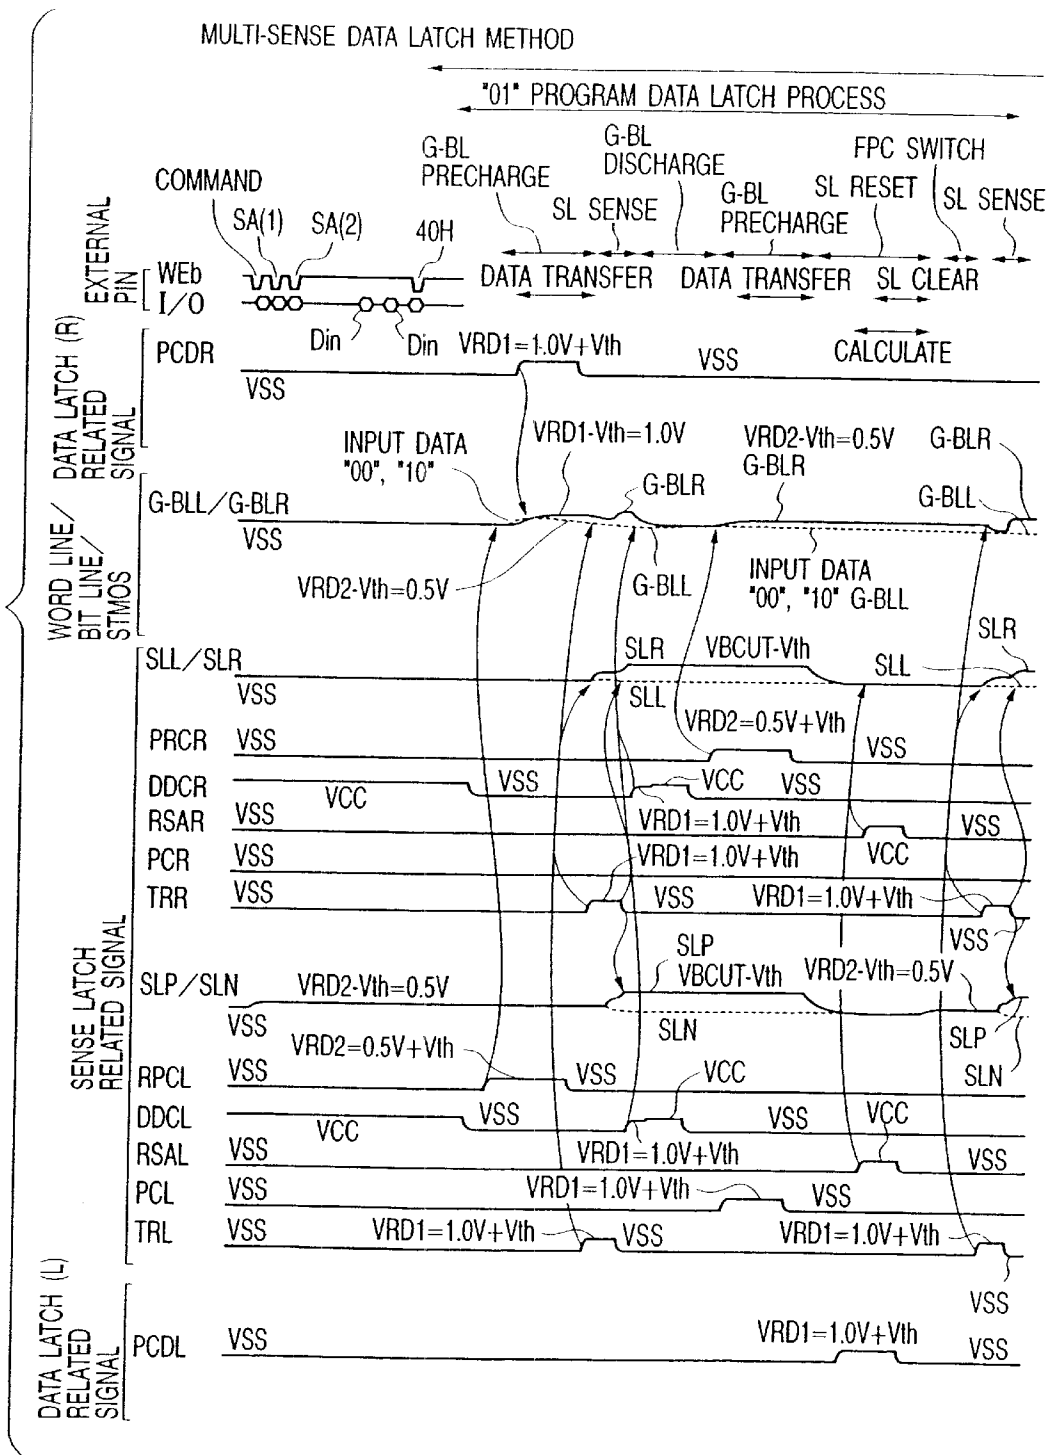 MULTI-SENSE DATA LATCH METHOD
"01" PROGRAM DATA LATCH PROCESS
G-BL PRECHARGE
SL SENSE
G-BL DISCHARGE
G-BL PRECHARGE
FPC SWITCH
SL RESET
SL SENSE
COMMAND
SA(1)
SA(2)
40H
DATA TRANSFER
DATA TRANSFER
SL CLEAR
EXTERNAL PIN
WEb
I/O
Din
Din
CALCULATE
DATA LATCH (R) RELATED SIGNAL
PCDR
VSS
VRD1=1.0V+Vth
VSS
WORD LINE/ BIT LINE/ STMOS
G-BLL/G-BLR
VSS
INPUT DATA "00", "10"
VRD1-Vth=1.0V
G-BLR
VRD2-Vth=0.5V G-BLR
G-BLR
G-BLL
VRD2-Vth=0.5V
G-BLL
INPUT DATA "00", "10" G-BLL
SENSE LATCH RELATED SIGNAL
SLL/SLR
VSS
SLR
VBCUT-Vth
SLL
SLL
SLR
PRCR
VSS
VRD2=0.5V+Vth
VSS
DDCR
VCC
VSS
VCC
VSS
VRD1=1.0V+Vth
RSAR
VSS
VCC
VSS
PCR
VSS
VRD1=1.0V+Vth
TRR
VSS
VSS
VRD1=1.0V+Vth
VSS
SLP/SLN
VSS
VRD2-Vth=0.5V
SLP
VBCUT-Vth
SLN
VRD2-Vth=0.5V
SLP
SLN
RPCL
VSS
VRD2=0.5V+Vth
VSS
DDCL
VCC
VSS
VCC
VSS
VRD1=1.0V+Vth
RSAL
VSS
VCC
VSS
PCL
VSS
VRD1=1.0V+Vth
VSS
TRL
VSS
VRD1=1.0V+Vth
VSS
VRD1=1.0V+Vth
VSS
DATA LATCH (L) RELATED SIGNAL
PCDL
VSS
VRD1=1.0V+Vth
VSS